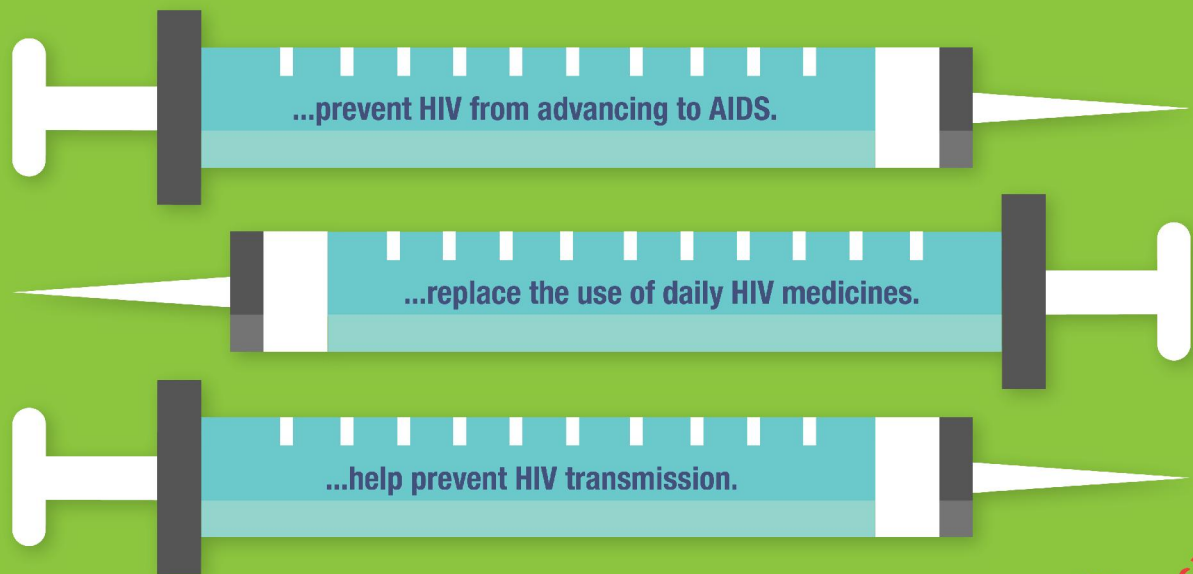 ...prevent HIV from advancing to AIDS.
...replace the use of daily HIV medicines.
...help prevent HIV transmission.